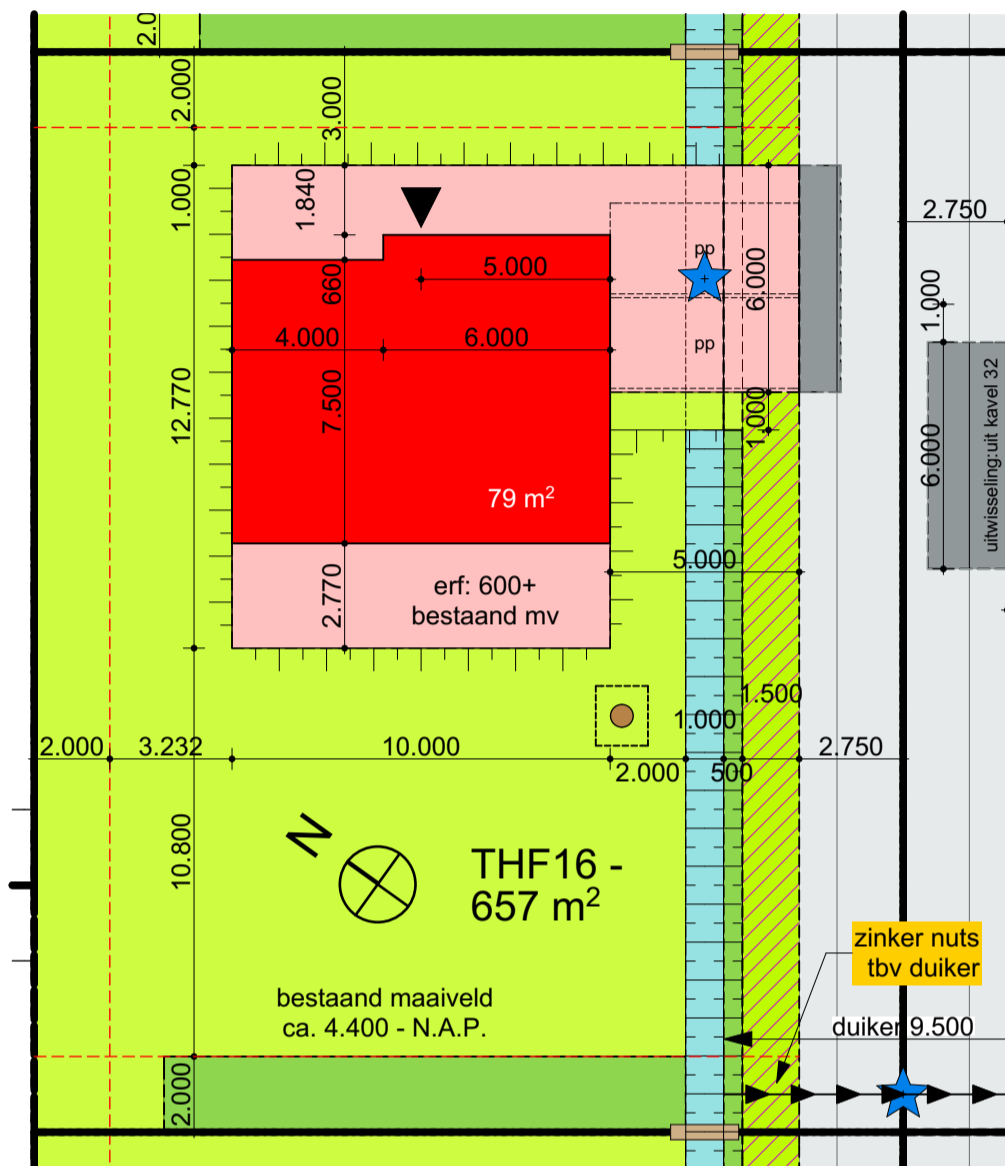 2.0
2.000
3.000
1.000
1.840
2.750
pp
5.000
6.000
660
1.000
4.000
6.000
pp
7.500
12.770
1.000
6.000
uitwisseling:uit kavel 32
79 m²
5.000
2.770
erf: 600+
bestaand mv
1.500
1.000
2.000
3.232
10.000
2.750
2.000
500
N
10.800
THF16 -
657 m²
zinker nuts
tbv duiker
bestaand maaiveld
ca. 4.400 - N.A.P.
duiker 9.500
2.000